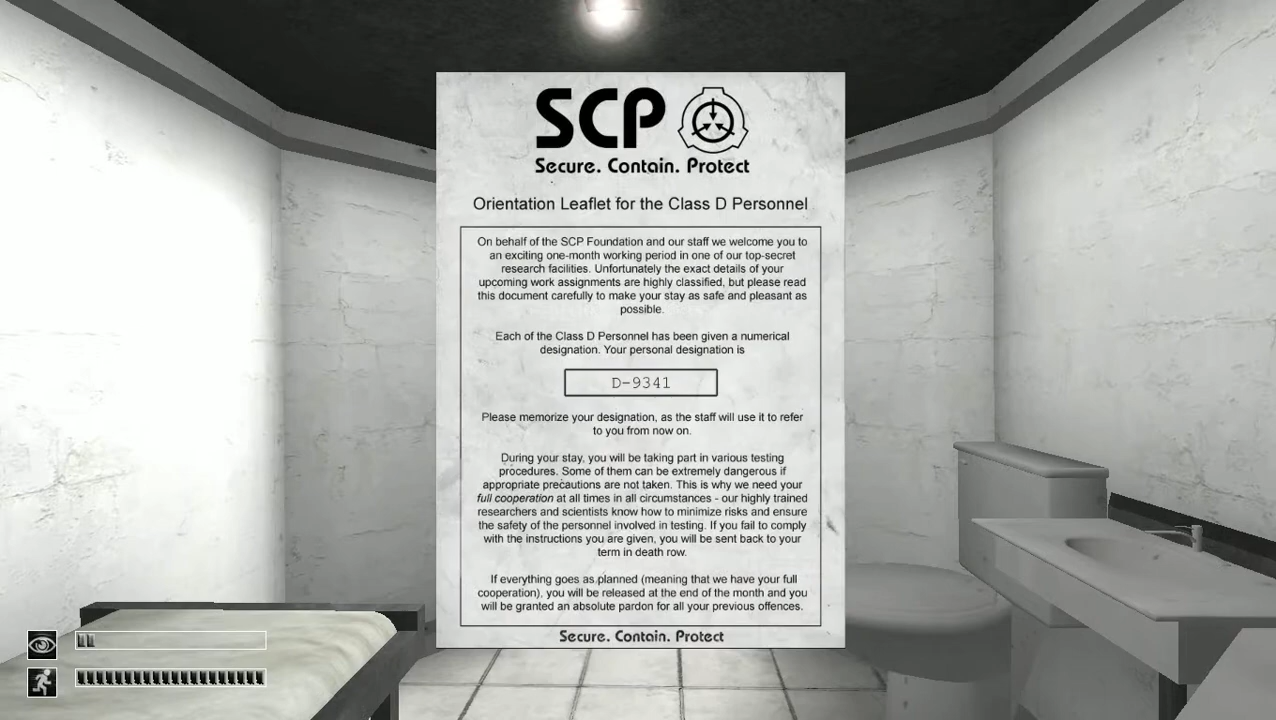 SCP
Secure. Contain. Protect
Orientation Leaflet for the Class D Personnel
On behalf of the SCP Foundation and our staff we welcome you to
an exciting one-month working period in one of our top-secret
research facilities. Unfortunately the exact details of your
upcoming work assignments are highly classified, but please read
this document carefully to make your stay as safe and pleasant as
possible.
Each of the Class D Personnel has been given a numerical
designation. Your personal designation is
D-9341
Please memorize your designation, as the staff will use it to refer
to you from now on.
During your stay, you will be taking part in various testing
procedures. Some of them can be extremely dangerous if
appropriate precautions are not taken. This is why we need your
full cooperation at all times in all circumstances - our highly trained
researchers and scientists know how to minimize risks and ensure
the safety of the personnel involved in testing. If you fail to comply
with the instructions you are given, you will be sent back to your
term in death row.
If everything goes as planned (meaning that we have your full
cooperation), you will be released at the end of the month and you
will be granted an absolute pardon for all your previous offences.
Secure. Contain. Protect